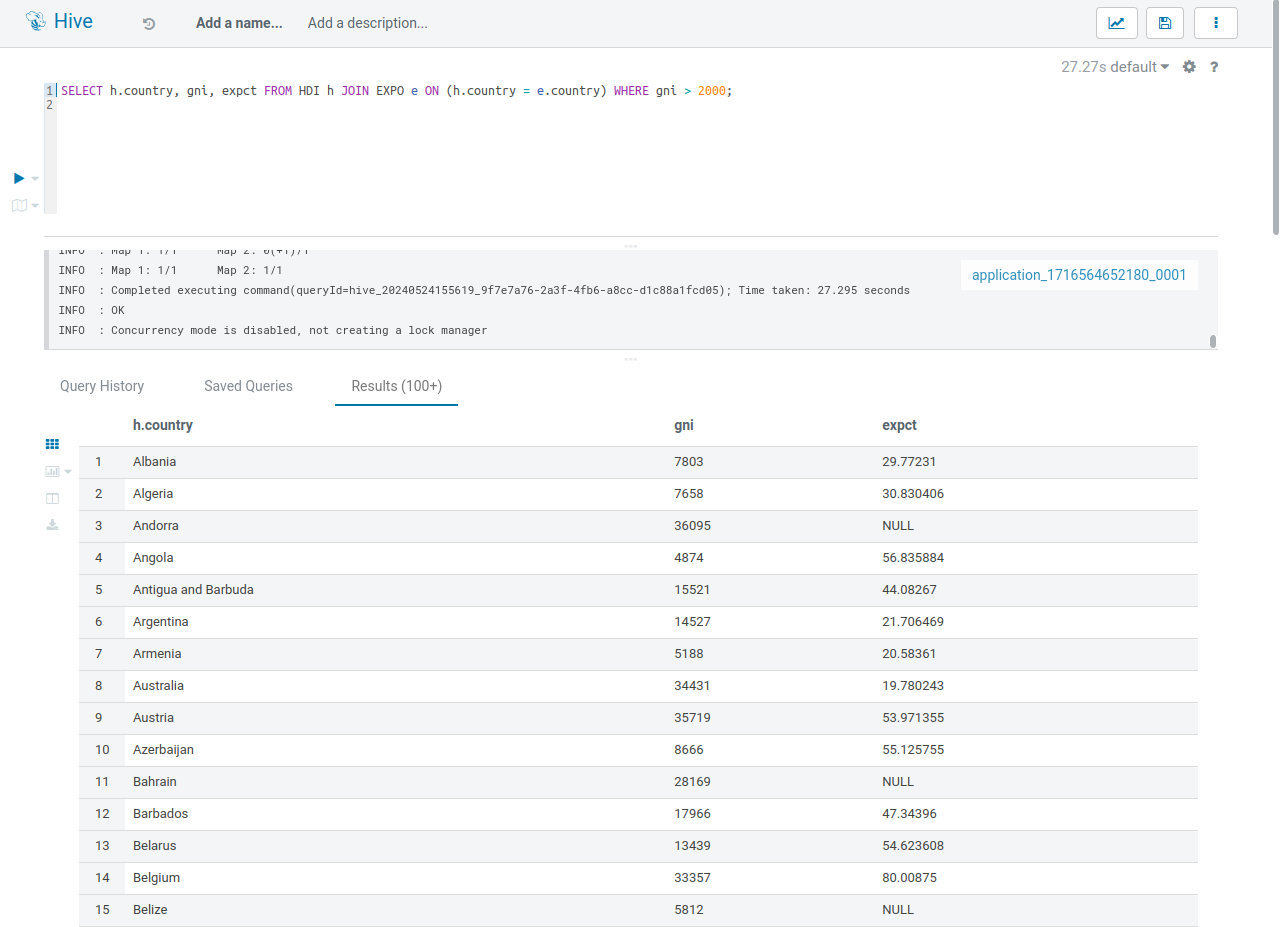 Hive Add a name... Add a description...
27.27s default ?
1 SELECT h.country, gni, expct FROM HDI h JOIN EXPO e ON (h.country = e.country) WHERE gni > 2000;
2
INFO : Map 1: 1/1 Map 2: 0(+1)/1
INFO : Map 1: 1/1 Map 2: 1/1
application_1716564652180_0001
INFO : Completed executing command(queryId=hive_20240524155619_9f7e7a76-2a3f-4fb6-a8cc-d1c88a1fcd05); Time taken: 27.295 seconds
INFO : OK
INFO : Concurrency mode is disabled, not creating a lock manager
Query History Saved Queries Results (100+)
h.country gni expct
1 Albania 7803 29.77231
2 Algeria 7658 30.830406
3 Andorra 36095 NULL
4 Angola 4874 56.835884
5 Antigua and Barbuda 15521 44.08267
6 Argentina 14527 21.706469
7 Armenia 5188 20.58361
8 Australia 34431 19.780243
9 Austria 35719 53.971355
10 Azerbaijan 8666 55.125755
11 Bahrain 28169 NULL
12 Barbados 17966 47.34396
13 Belarus 13439 54.623608
14 Belgium 33357 80.00875
15 Belize 5812 NULL